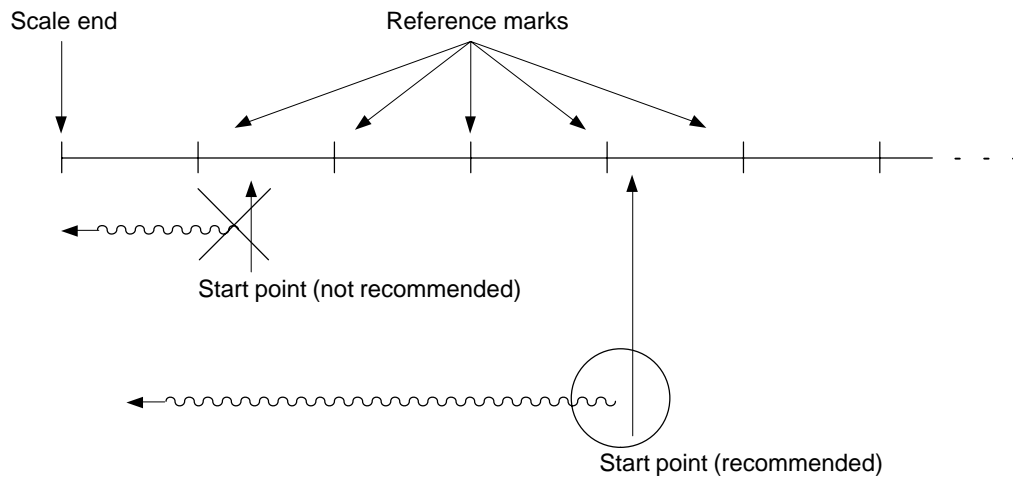 Scale end
Reference marks
Start point (not recommended)
Start point (recommended)